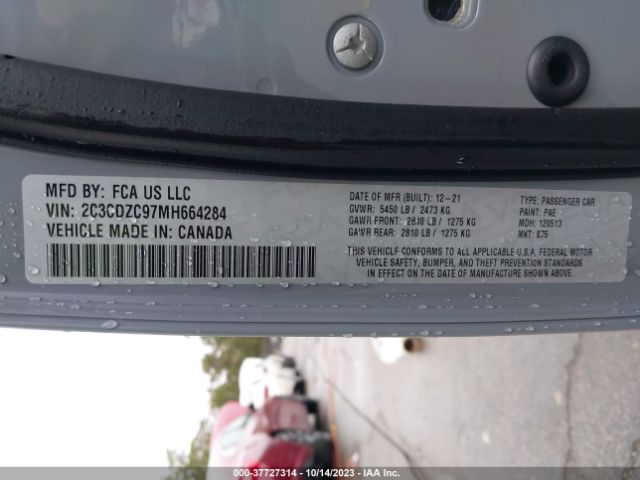 MFD BY: FCA US LLC
VIN: 2C3CDZC97MH664284
VEHICLE MADE IN: CANADA
DATE OF MFR (BUILT): 12-21
GVWR: 5450 LB / 2473 KG
GAWR FRONT: 2810 LB / 1275 KG
GAWR REAR: 2810 LB / 1275 KG
TYPE: PASSENGER CAR
PAINT: PAE
MDH: 120513
MKT: 875
THIS VEHICLE CONFORMS TO ALL APPLICABLE U.S.A. FEDERAL MOTOR
VEHICLE SAFETY, BUMPER, AND THEFT PREVENTION STANDARDS
IN EFFECT ON THE DATE OF MANUFACTURE SHOWN ABOVE.
000-37727314 - 10/14/2023 - IAA Inc.